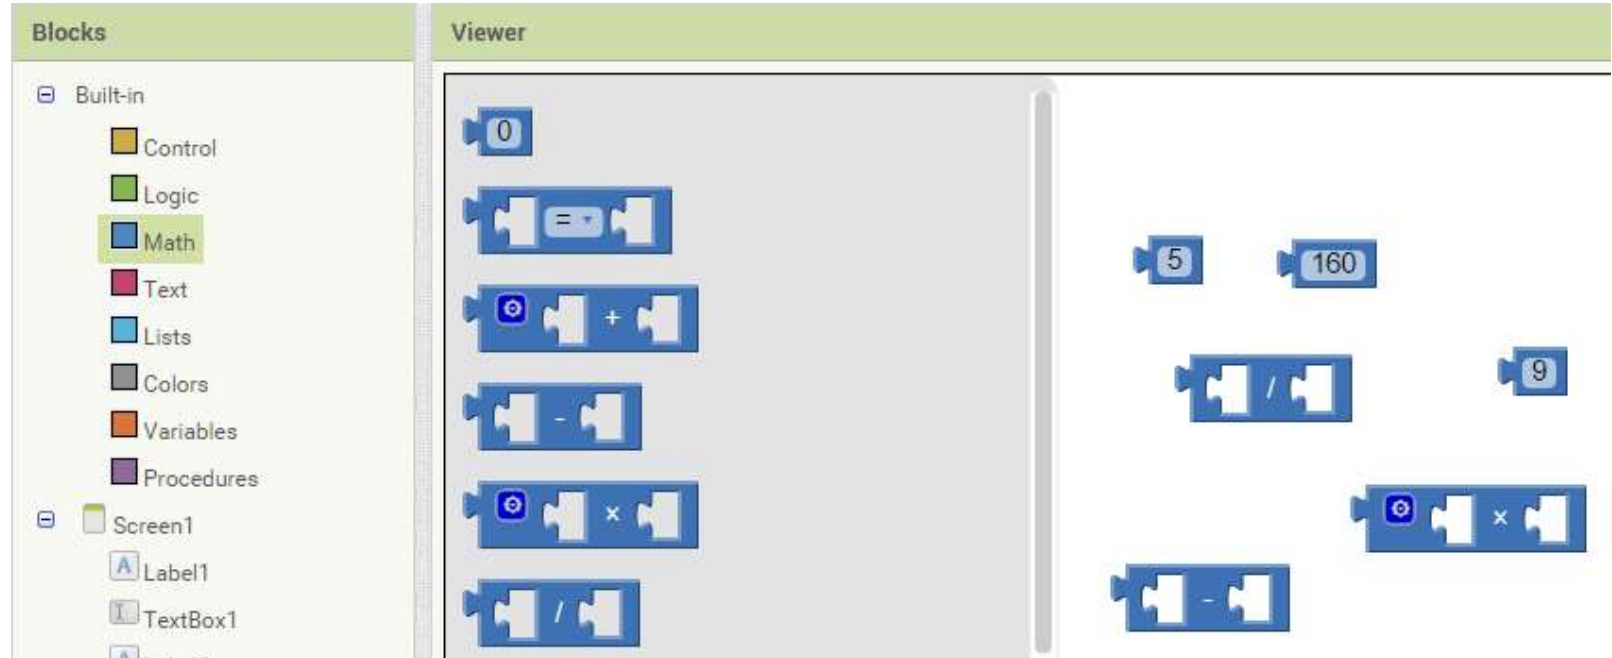 Blocks
Built-in
Control
Logic
Math
Text
Lists
Colors
Variables
Procedures
Screen1
Label1
TextBox1
Viewer
0
= 
+
-
×
/
5
160
/
9
×
-